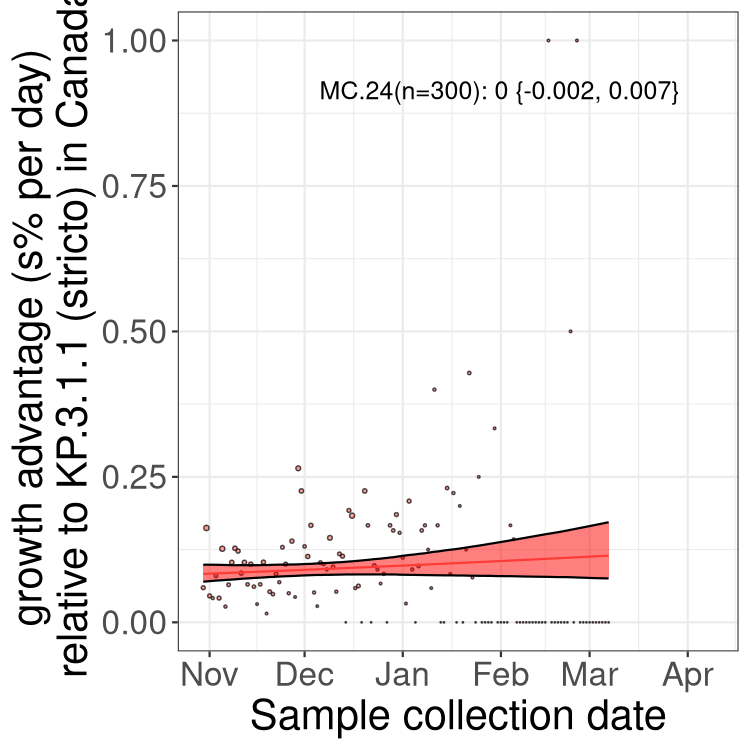 growth advantage (s% per day)
relative to KP.3.1.1 (stricto) in Canada
1.00
0.75
0.50
0.25
0.00
MC.24(n=300): 0 {-0.002, 0.007}
Nov Dec Jan Feb Mar Apr
Sample collection date